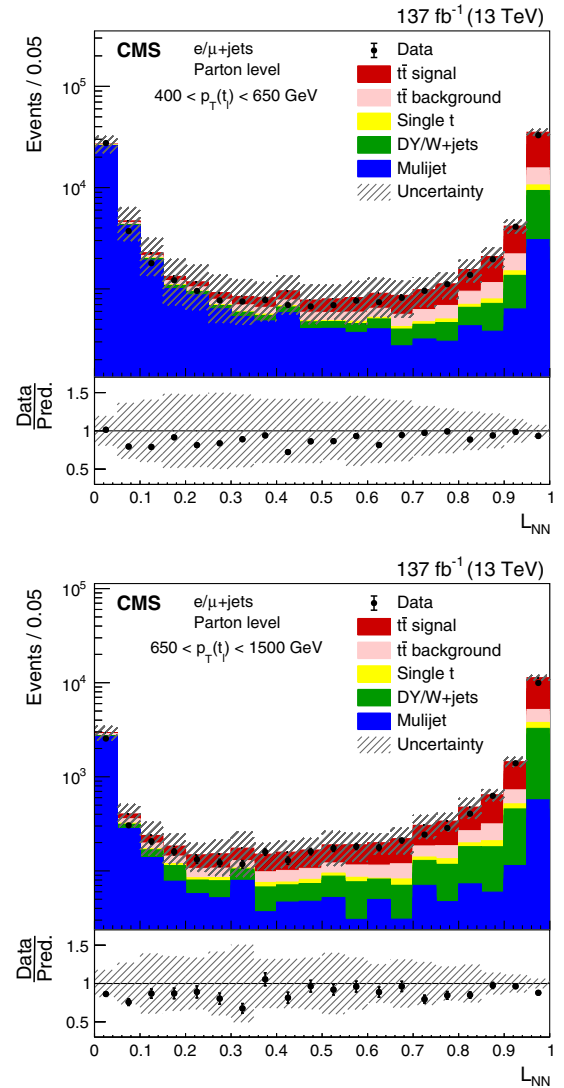 137 fb⁻¹ (13 TeV)
CMS
e/μ+jets
Parton level
400 < p_T(t_l) < 650 GeV
Data
tt̄ signal
tt̄ background
Single t
DY/W+jets
Mulijet
Uncertainty
Events / 0.05
10⁵
10⁴
Data
Pred.
1.5
1
0.5
0 0.1 0.2 0.3 0.4 0.5 0.6 0.7 0.8 0.9 1
L_NN
137 fb⁻¹ (13 TeV)
CMS
e/μ+jets
Parton level
650 < p_T(t_l) < 1500 GeV
Data
tt̄ signal
tt̄ background
Single t
DY/W+jets
Mulijet
Uncertainty
Events / 0.05
10⁵
10⁴
10³
Data
Pred.
1.5
1
0.5
0 0.1 0.2 0.3 0.4 0.5 0.6 0.7 0.8 0.9 1
L_NN